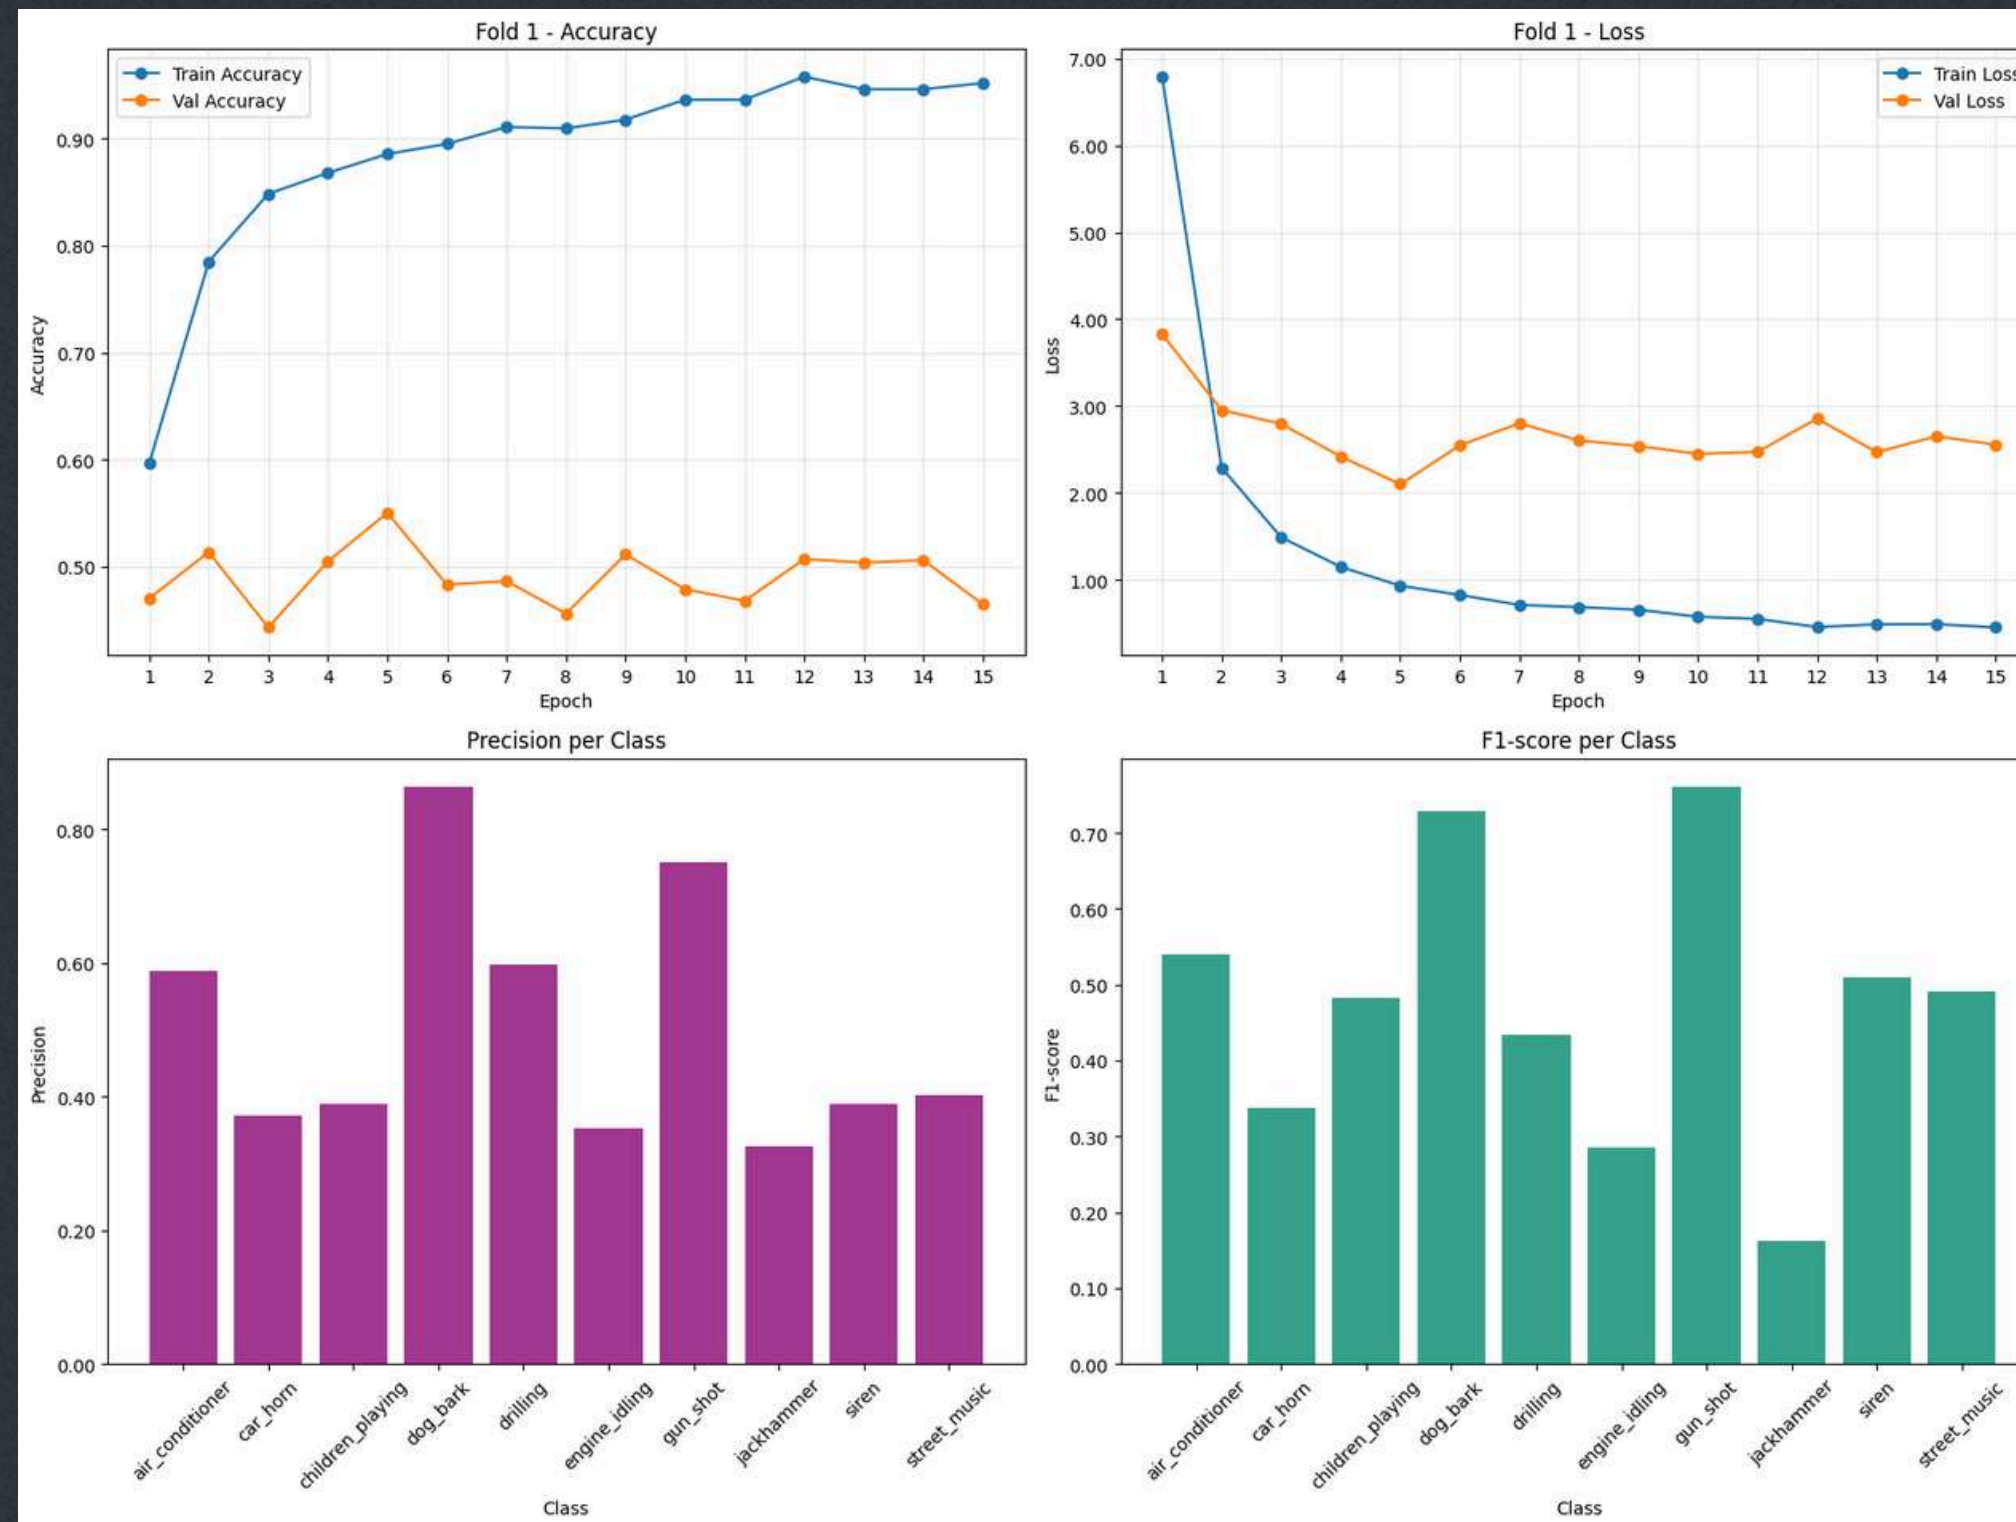 Fold 1 - Accuracy
Train Accuracy
Val Accuracy
0.90
0.80
0.70
0.60
0.50
Accuracy
1 2 3 4 5 6 7 8 9 10 11 12 13 14 15
Epoch
Fold 1 - Loss
Train Loss
Val Loss
7.00
6.00
5.00
4.00
3.00
2.00
1.00
Loss
1 2 3 4 5 6 7 8 9 10 11 12 13 14 15
Epoch
Precision per Class
0.80
0.60
0.40
0.20
0.00
Precision
air_conditioner
car_horn
children_playing
dog_bark
drilling
engine_idling
gun_shot
jackhammer
siren
street_music
Class
F1-score per Class
0.70
0.60
0.50
0.40
0.30
0.20
0.10
0.00
F1-score
air_conditioner
car_horn
children_playing
dog_bark
drilling
engine_idling
gun_shot
jackhammer
siren
street_music
Class